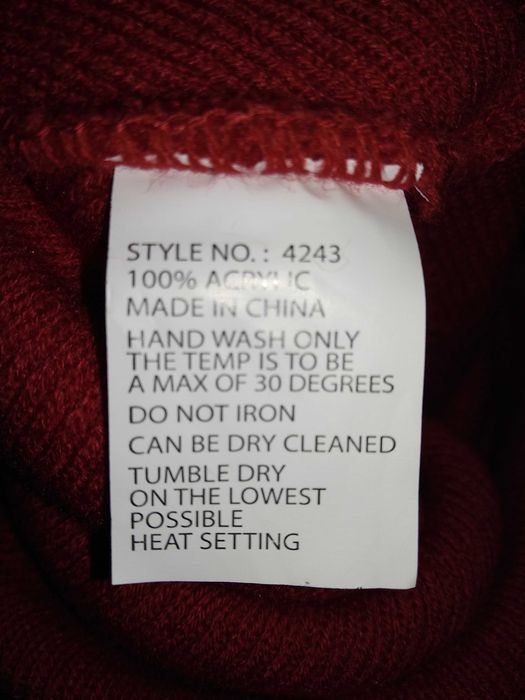 STYLE NO. : 4243
100% ACRYLIC
MADE IN CHINA
HAND WASH ONLY
THE TEMP IS TO BE
A MAX OF 30 DEGREES
DO NOT IRON
CAN BE DRY CLEANED
TUMBLE DRY
ON THE LOWEST
POSSIBLE
HEAT SETTING